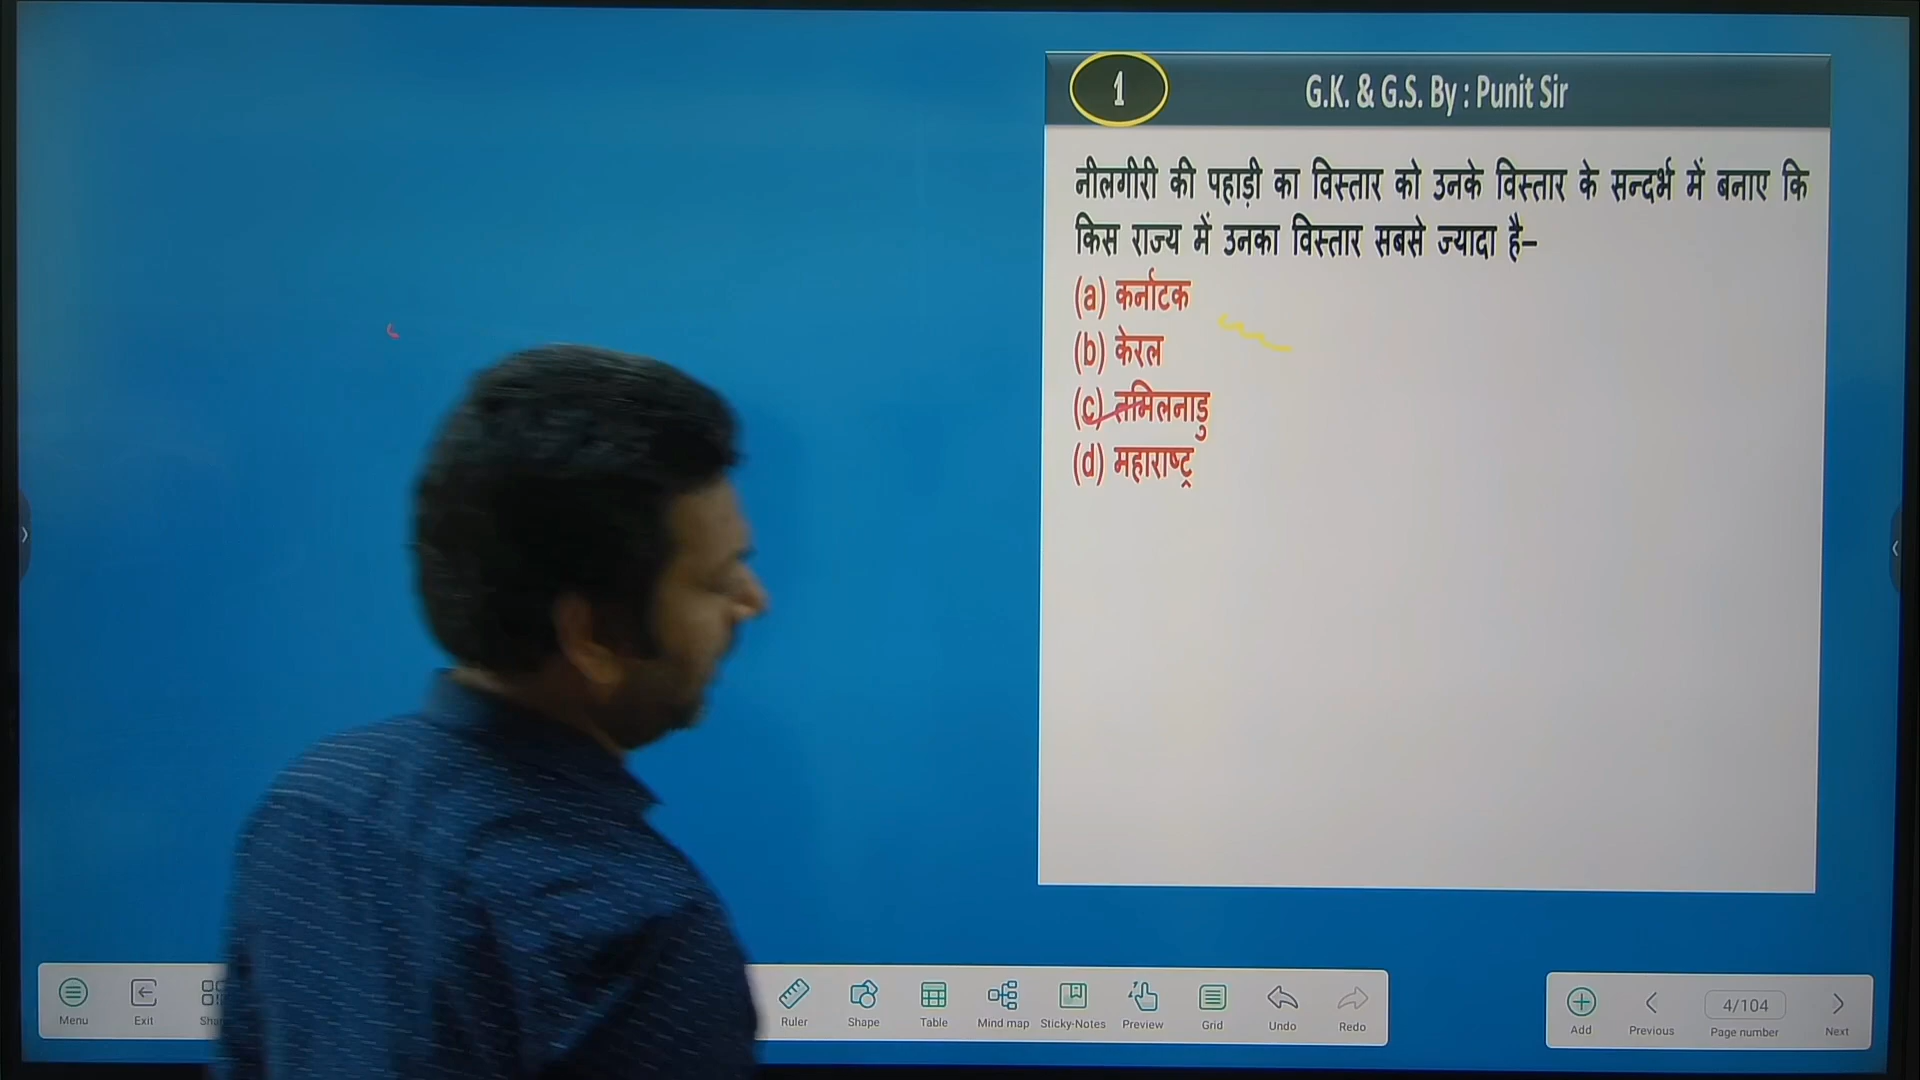 1
G.K. & G.S. By : Punit Sir
नीलगीरी की पहाड़ी का विस्तार को उनके विस्तार के सन्दर्भ में बनाए कि
किस राज्य में उनका विस्तार सबसे ज्यादा है–
(a) कर्नाटक
(b) केरल
(c) तमिलनाडु
(d) महाराष्ट्र
Menu Exit Ruler Shape Table Mind map Sticky-Notes Preview Grid Undo Redo
4/104
Add Previous Page number Next